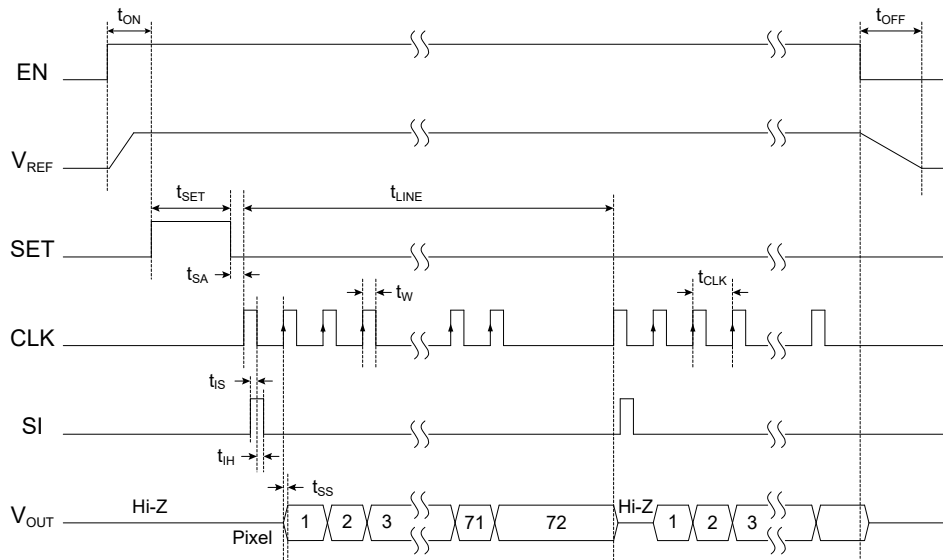 tON
tOFF
EN
VREF
tSET
tLINE
SET
tSA
tW
tCLK
CLK
tIS
SI
tIH
tSS
Hi-Z
Hi-Z
VOUT
1 2 3 71 72 1 2 3
Pixel